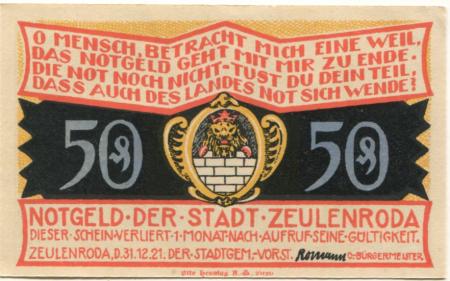 O MENSCH, BETRACHT MICH EINE WEIL,
DAS NOTGELD GEHT MIT MIR ZU ENDE·
DIE NOT NOCH NICHT-TUST DU DEIN TEIL,
DASS AUCH DES LANDES NOT SICH WENDE?
50 ₰
50 ₰
NOTGELD·DER·STADT·ZEULENRODA
DIESER·SCHEIN·VERLIERT·1·MONAT·NACH·AUFRUF·SEINE·GÜLTIGKEIT.
ZEULENRODA, D.31.12.21. DER STADTGEM.-VORST. Romann O.-BÜRGERMEISTER
Otto A.-G.